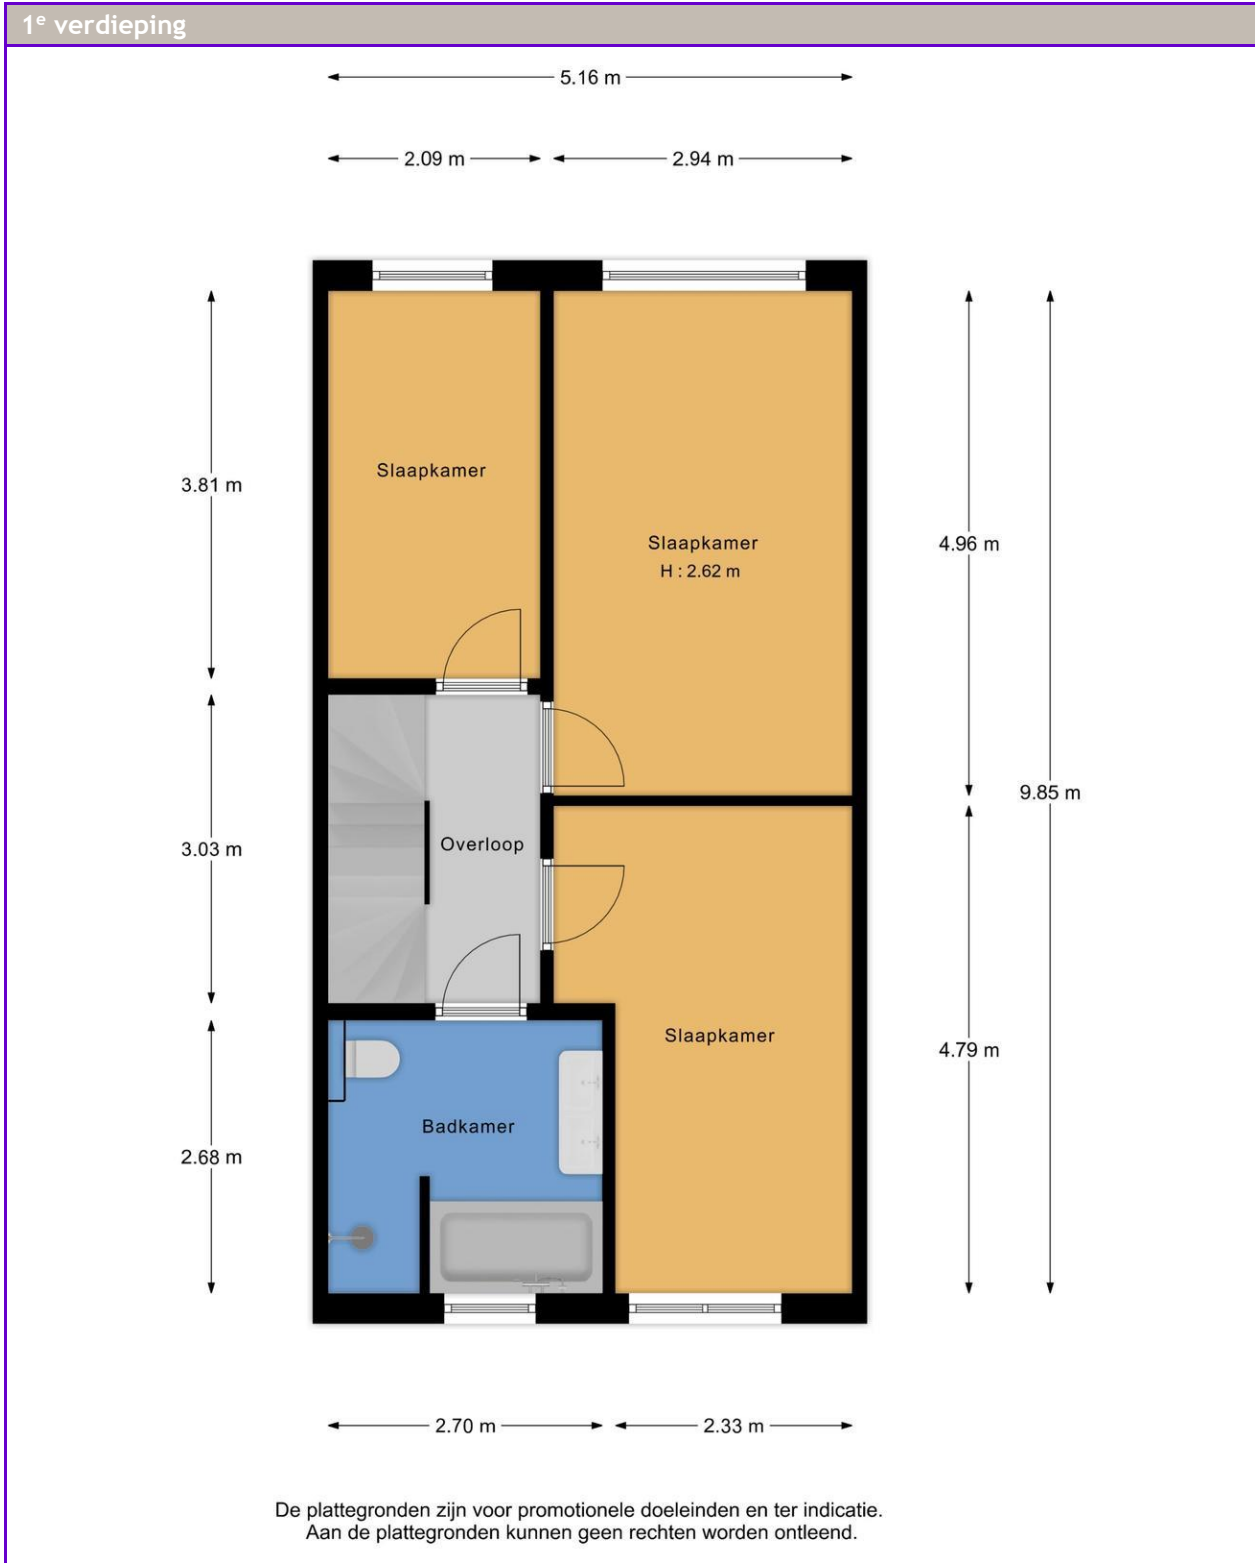 1e verdieping
5.16 m
2.09 m
2.94 m
Slaapkamer
3.81 m
Slaapkamer
H : 2.62 m
4.96 m
9.85 m
Overloop
3.03 m
Slaapkamer
4.79 m
Badkamer
2.68 m
2.70 m
2.33 m
De plattegronden zijn voor promotionele doeleinden en ter indicatie.
Aan de plattegronden kunnen geen rechten worden ontleend.